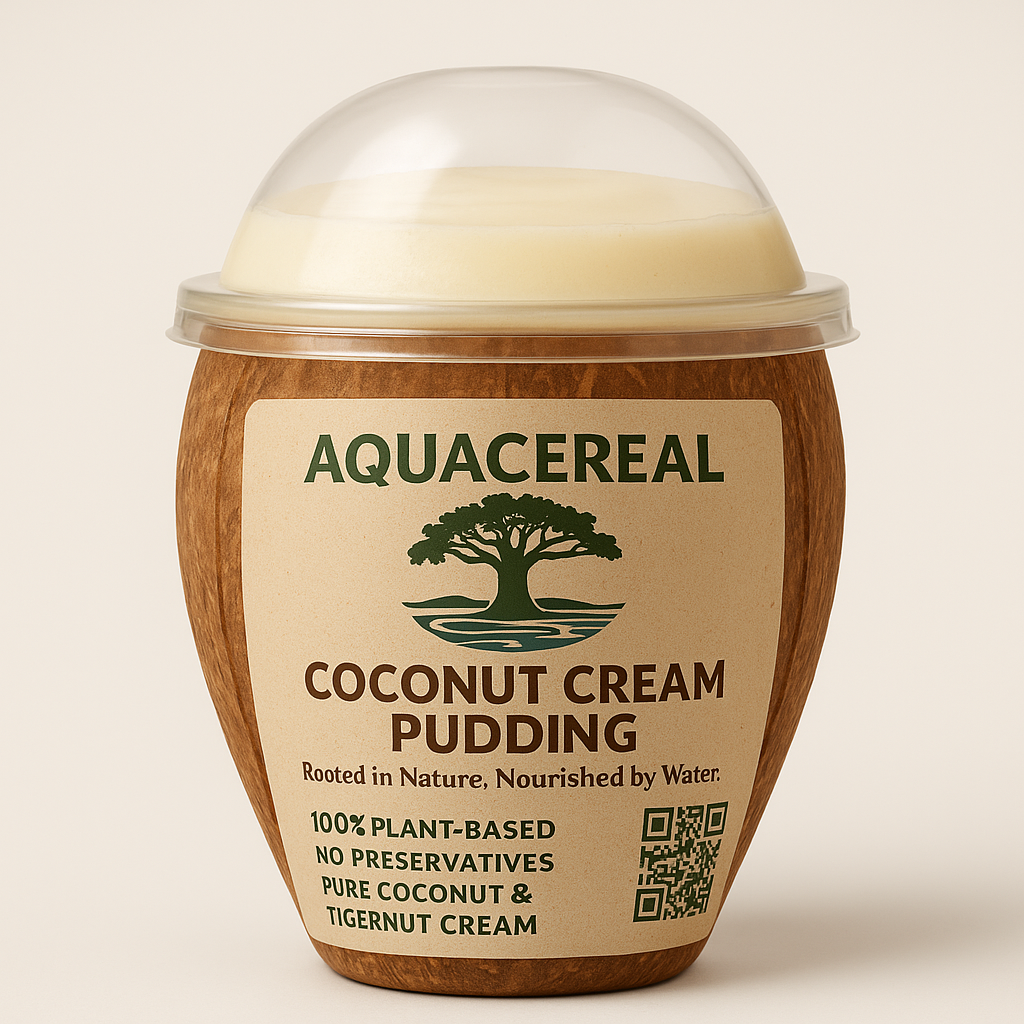 AQUACEREAL
COCONUT CREAM
PUDDING
Rooted in Nature, Nourished by Water.
100% PLANT-BASED
NO PRESERVATIVES
PURE COCONUT &
TIGERNUT CREAM